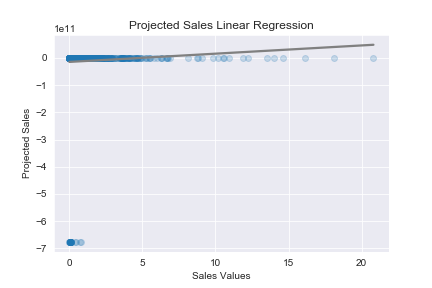 Projected Sales Linear Regression
1e11
0
−1
−2
−3
−4
−5
−6
−7
Projected Sales
0 5 10 15 20
Sales Values